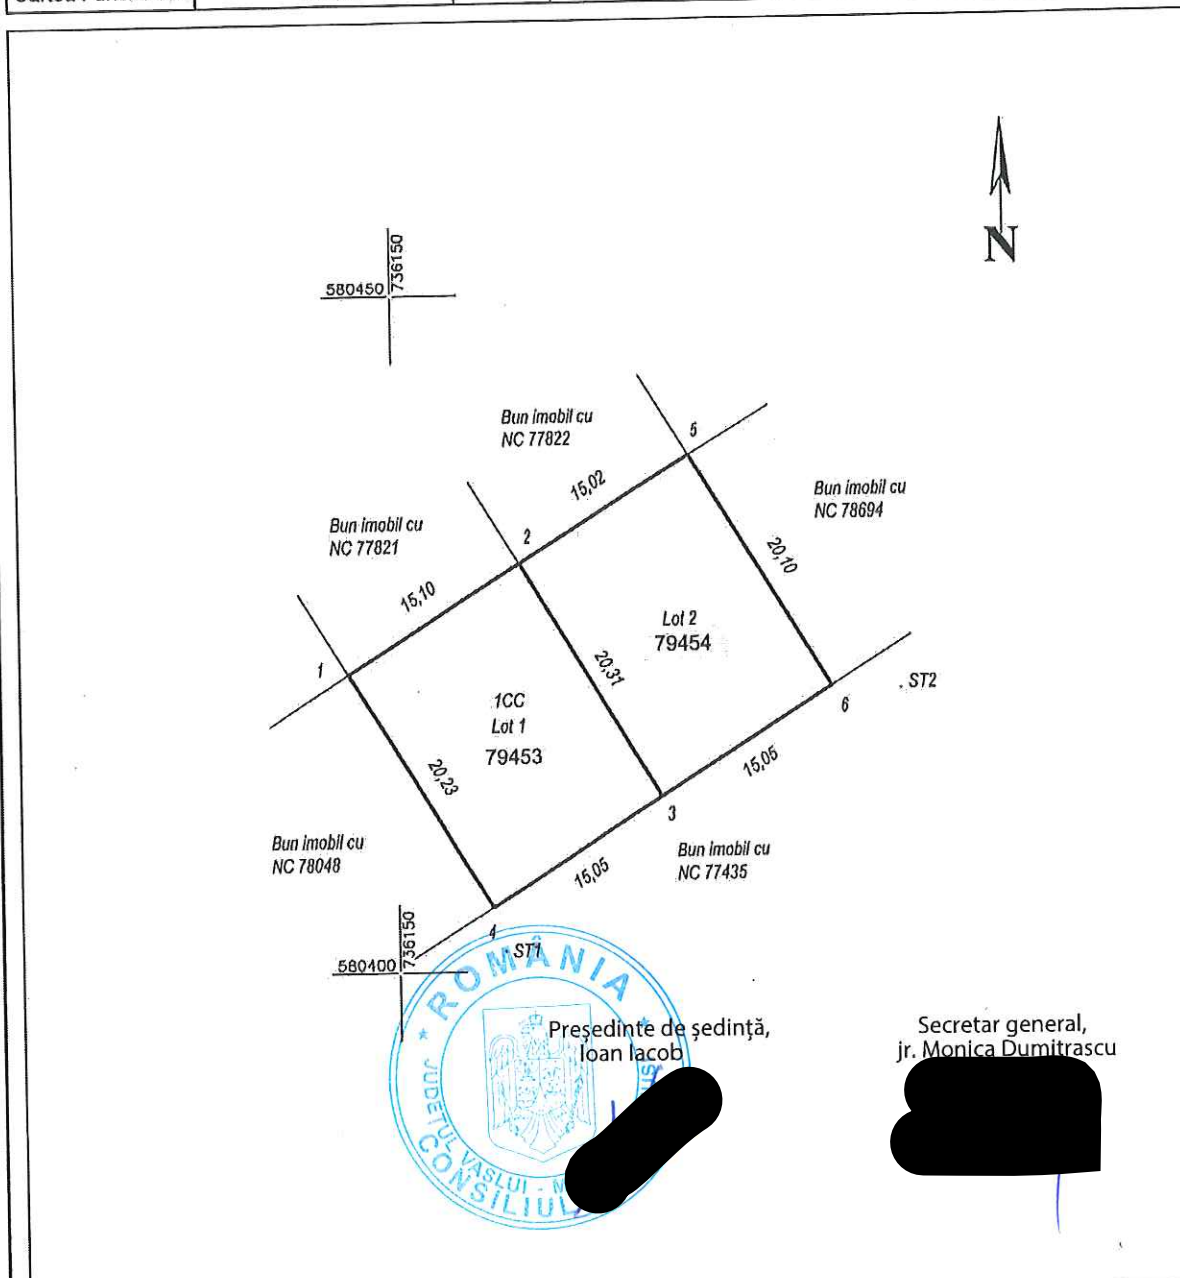 N
736150
580450
Bun imobil cu
NC 77822
5
15,02
Bun imobil cu
NC 78694
Bun imobil cu
NC 77821
2
20,10
15,10
Lot 2
79454
1
20,31
ST2
6
1CC
Lot 1
79453
20,23
15,05
3
Bun imobil cu
NC 78048
Bun imobil cu
NC 77435
15,05
736150
580400
4
ST1
ROMÂNIA
JUDEŢUL VASLUI -
CONSILIUL
Președinte de ședință,
Ioan Iacob
Secretar general,
jr. Monica Dumitrascu